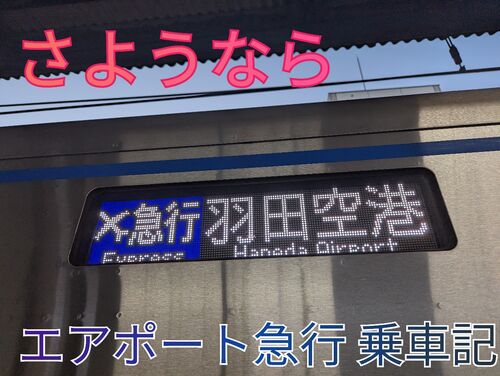 さようなら
急行 羽田空港
Express Haneda Airport
エアポート急行 乗車記